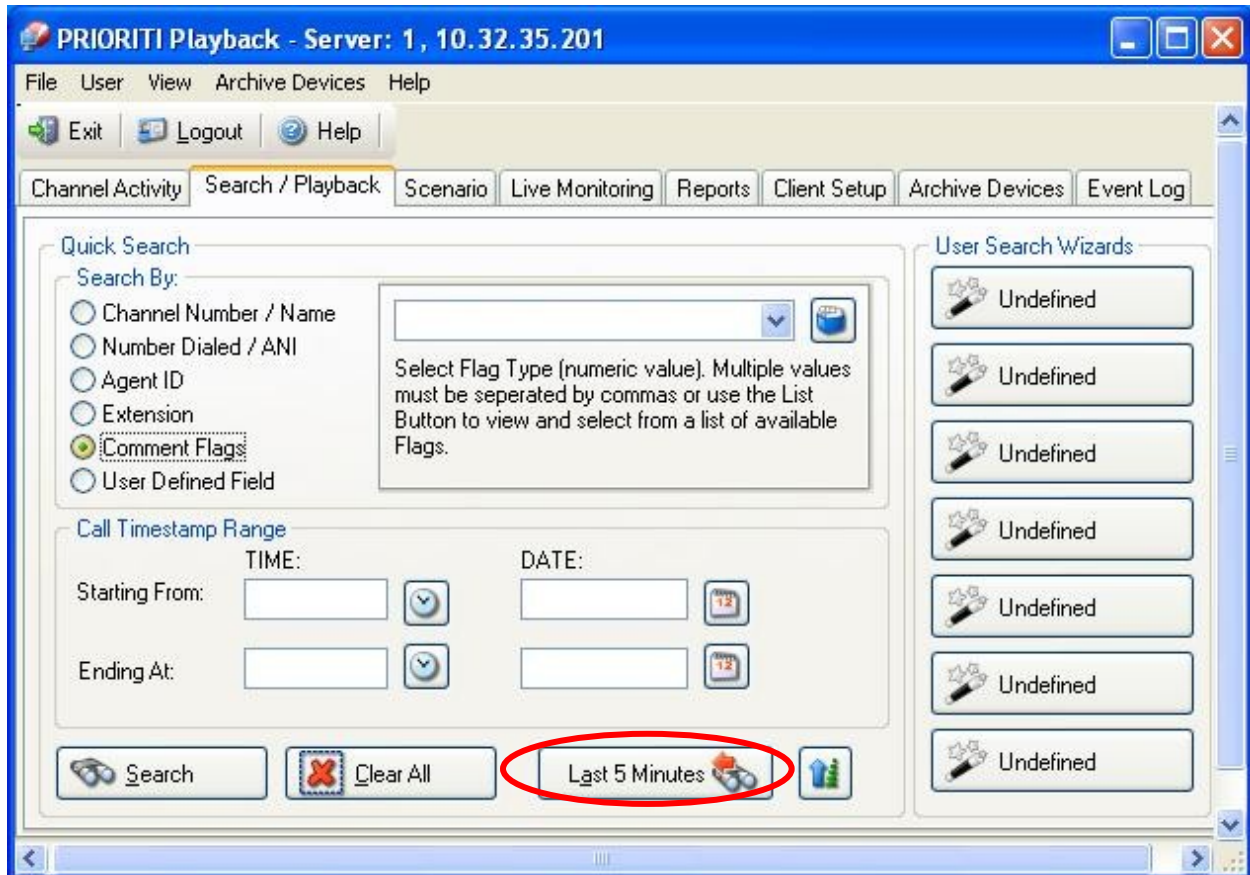 PRIORITI Playback - Server: 1, 10.32.35.201
File User View Archive Devices Help
Exit Logout Help
Channel Activity Search / Playback Scenario Live Monitoring Reports Client Setup Archive Devices Event Log
Quick Search
Search By:
Channel Number / Name
Number Dialed / ANI
Agent ID
Extension
Comment Flags
User Defined Field
Select Flag Type (numeric value). Multiple values
must be seperated by commas or use the List
Button to view and select from a list of available
Flags.
Call Timestamp Range
TIME: DATE:
Starting From: 12
Ending At: 12
Search Clear All Last 5 Minutes
User Search Wizards
Undefined
Undefined
Undefined
Undefined
Undefined
Undefined
Undefined